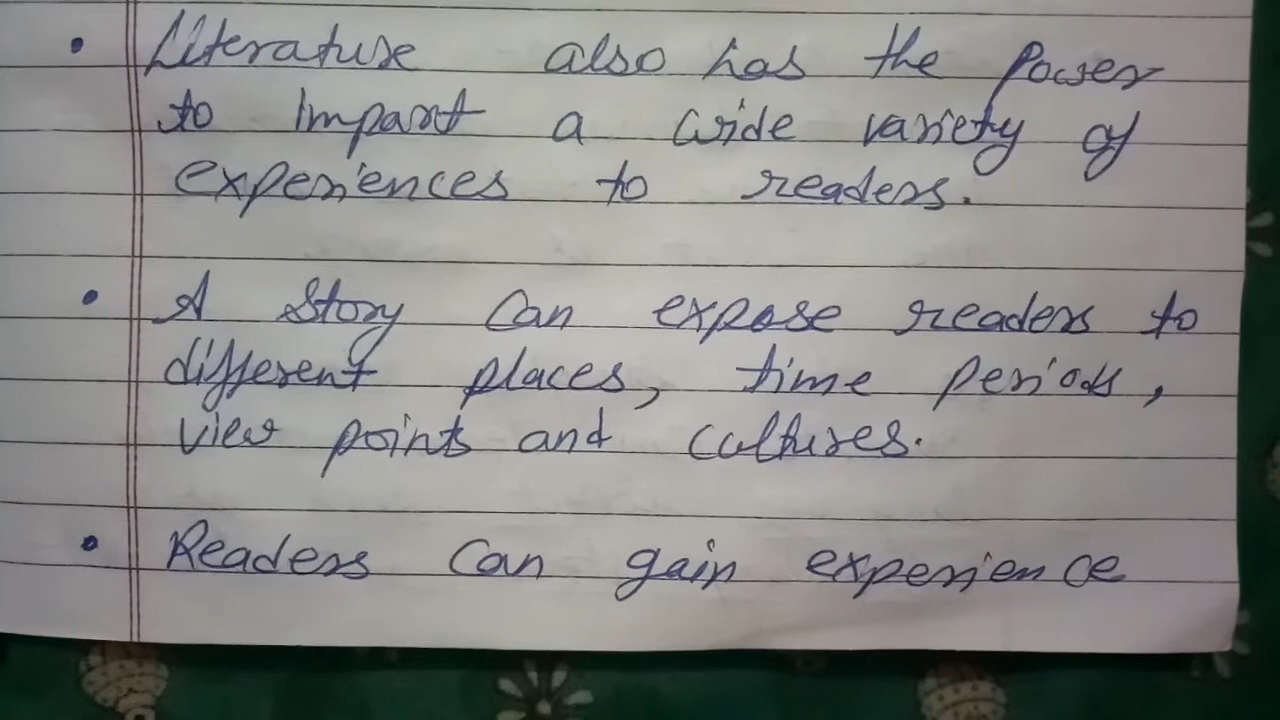 • Literature also has the Power
to Impart a wide variety of
experiences to readers.
• A Story Can expose readers to
different places, time periods,
view points and cultures.
• Readers Can gain experience